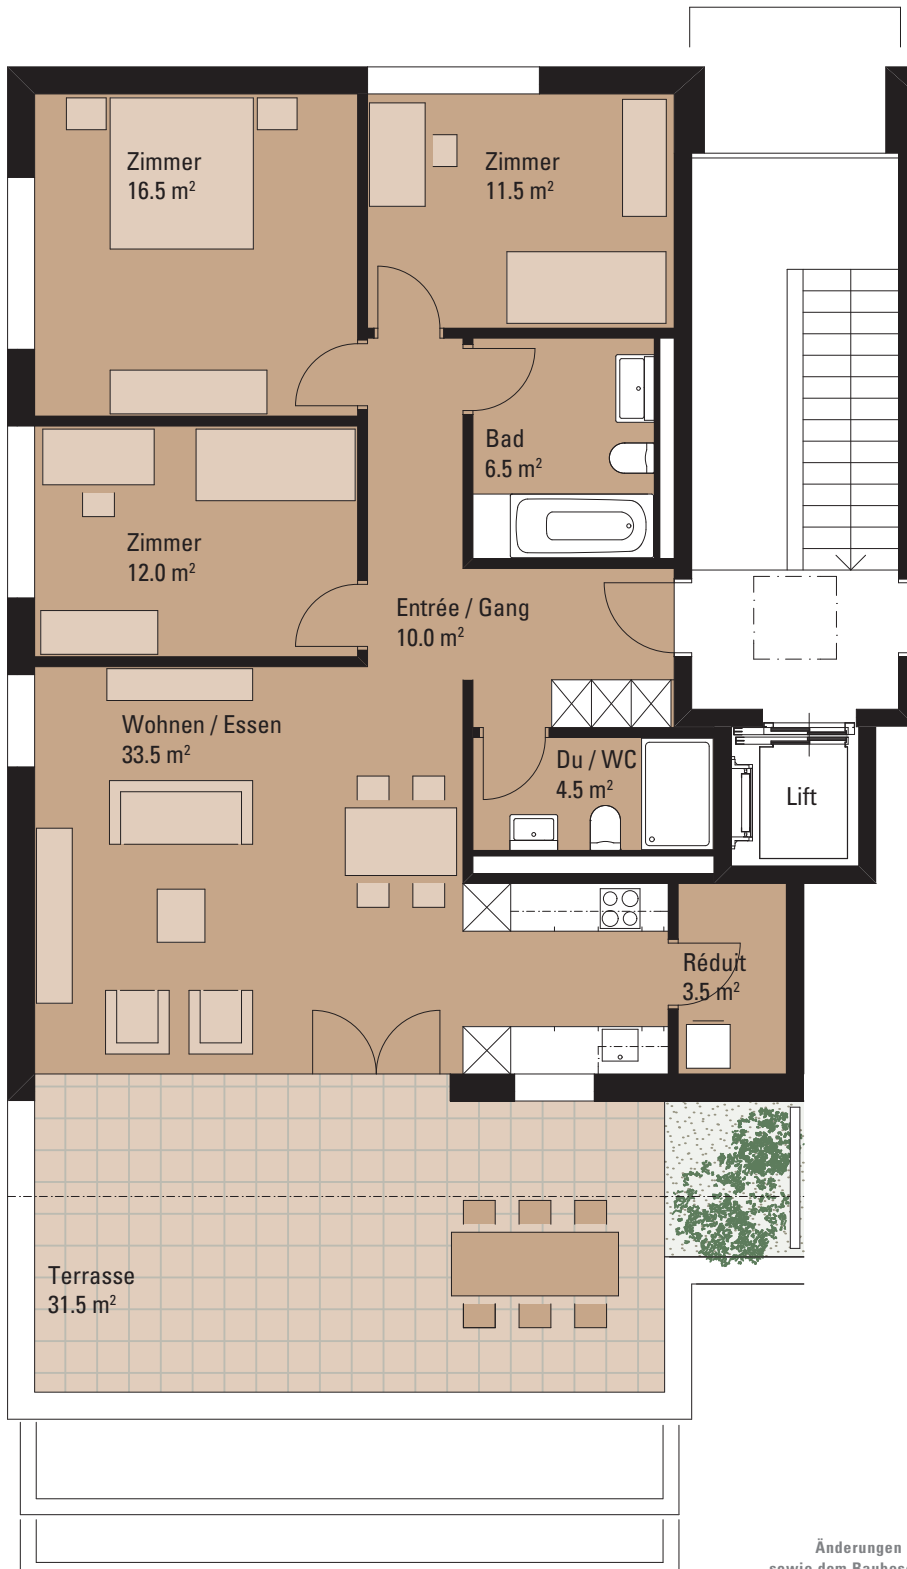 Zimmer
16.5 m²
Zimmer
11.5 m²
Bad
6.5 m²
Zimmer
12.0 m²
Entrée / Gang
10.0 m²
Wohnen / Essen
33.5 m²
Du / WC
4.5 m²
Lift
Réduit
3.5 m²
Terrasse
31.5 m²
Änderungen
sowie dem